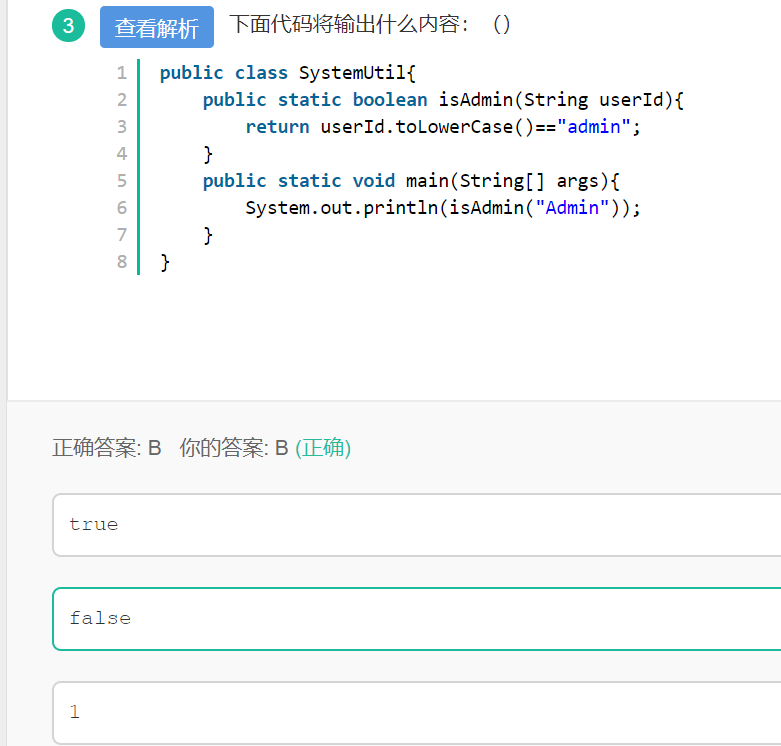 3 查看解析 下面代码将输出什么内容：（）
1 public class SystemUtil{
2     public static boolean isAdmin(String userId){
3         return userId.toLowerCase()=="admin";
4     }
5     public static void main(String[] args){
6         System.out.println(isAdmin("Admin"));
7     }
8 }
正确答案: B 你的答案: B (正确)
true
false
1